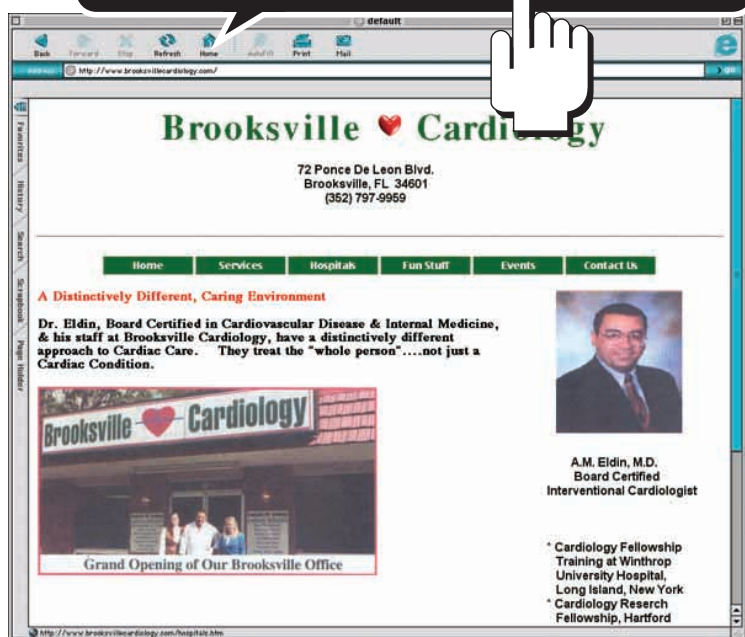 default
Back Forward Stop Refresh Home AutoFill Print Mail
Address http://www.brooksvillecardiology.com/ go
Favorites
History
Search
Scrapbook
Page Holder
Brooksville Cardiology
72 Ponce De Leon Blvd.
Brooksville, FL 34601
(352) 797-9959
Home Services Hospitals Fun Stuff Events Contact Us
A Distinctively Different, Caring Environment
Dr. Eldin, Board Certified in Cardiovascular Disease & Internal Medicine,
& his staff at Brooksville Cardiology, have a distinctively different
approach to Cardiac Care. They treat the "whole person"....not just a
Cardiac Condition.
Brooksville Cardiology
Grand Opening of Our Brooksville Office
A.M. Eldin, M.D.
Board Certified
Interventional Cardiologist
* Cardiology Fellowship
Training at Winthrop
University Hospital,
Long Island, New York
* Cardiology Reserch
Fellowship, Hartford
http://www.brooksvillecardiology.com/hospitals.htm